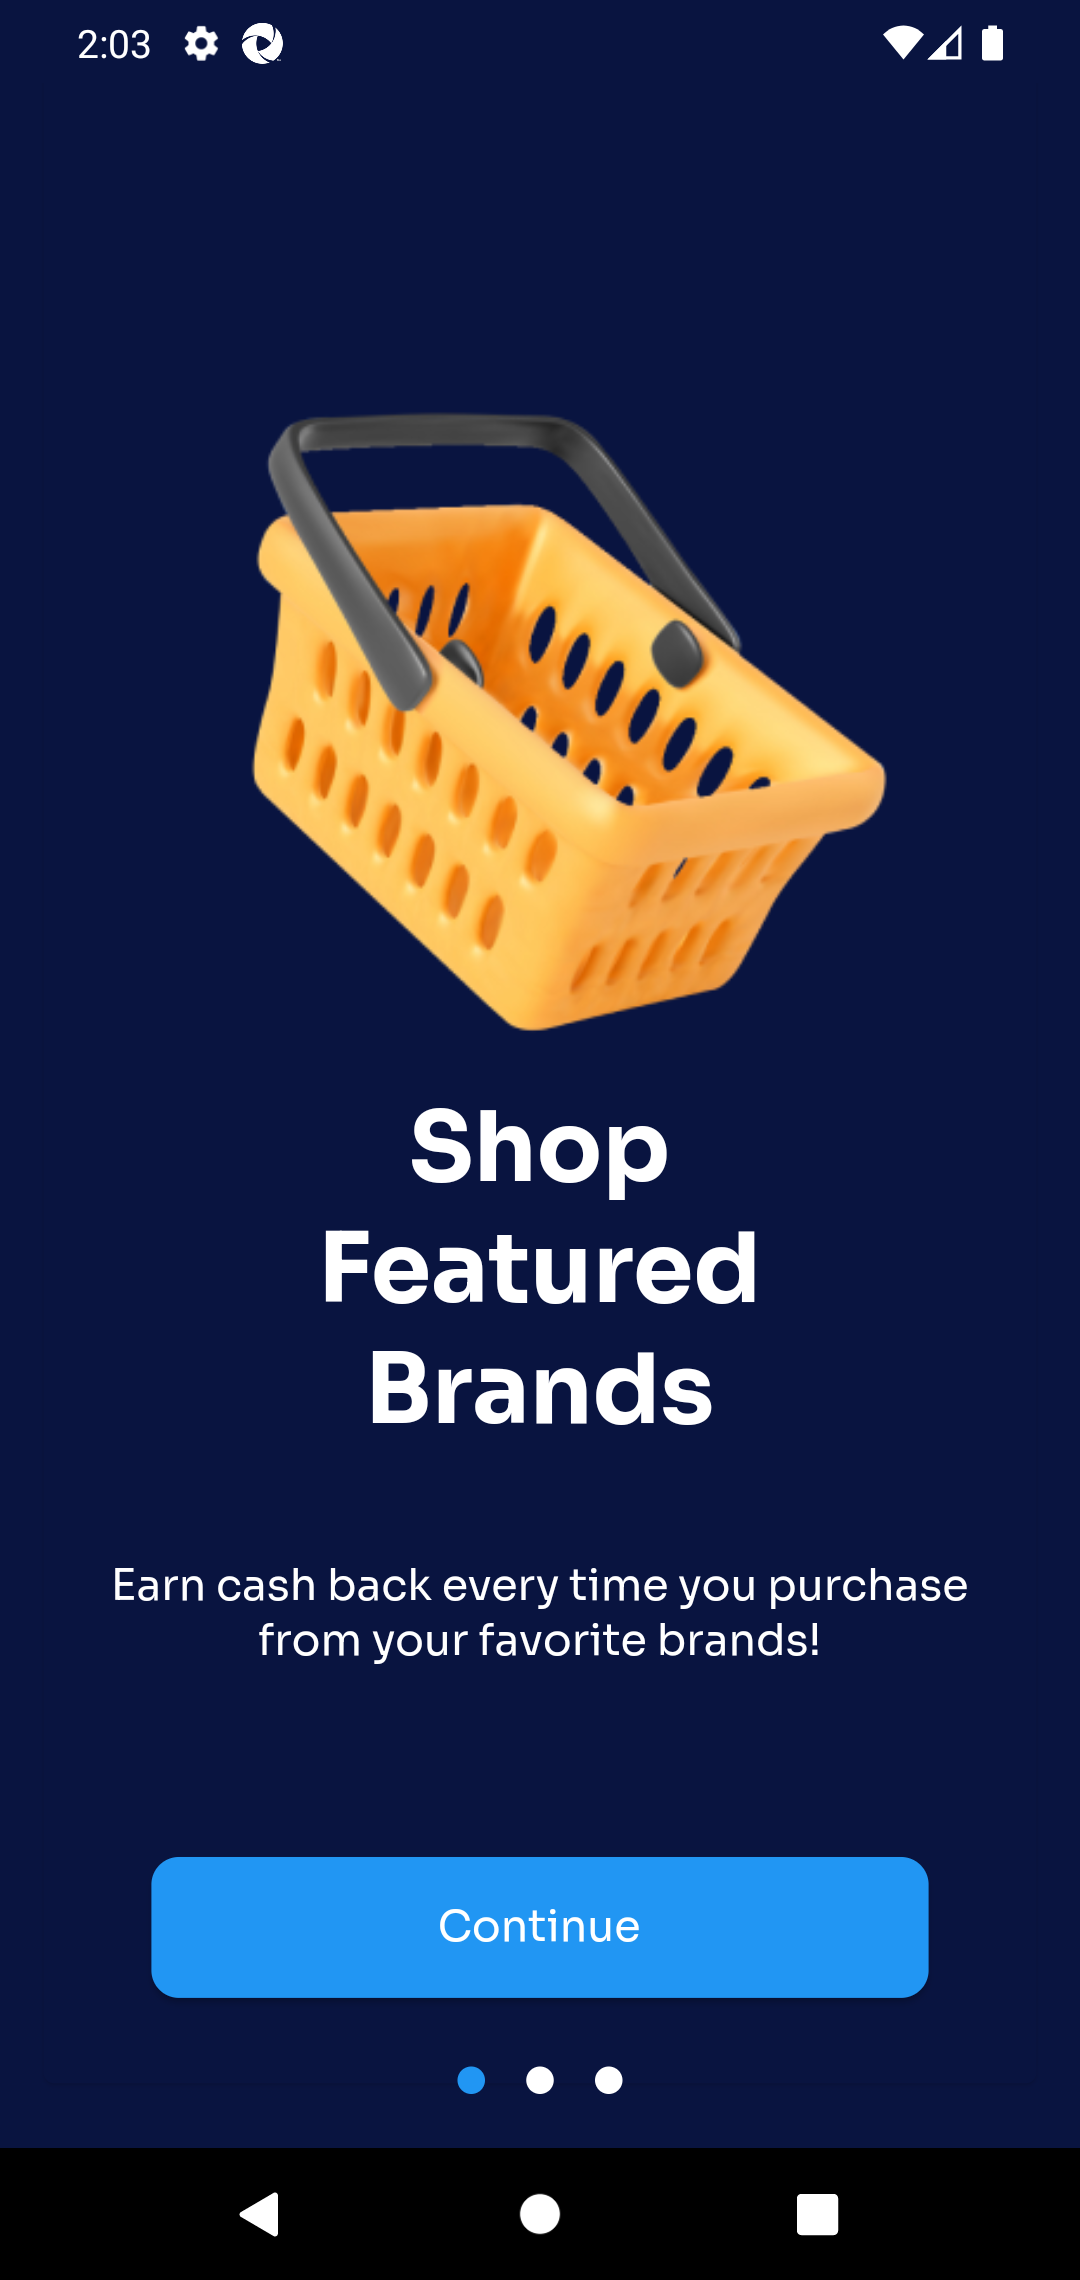 2:03
Shop
Featured
Brands
Earn cash back every time you purchase
from your favorite brands!
Continue